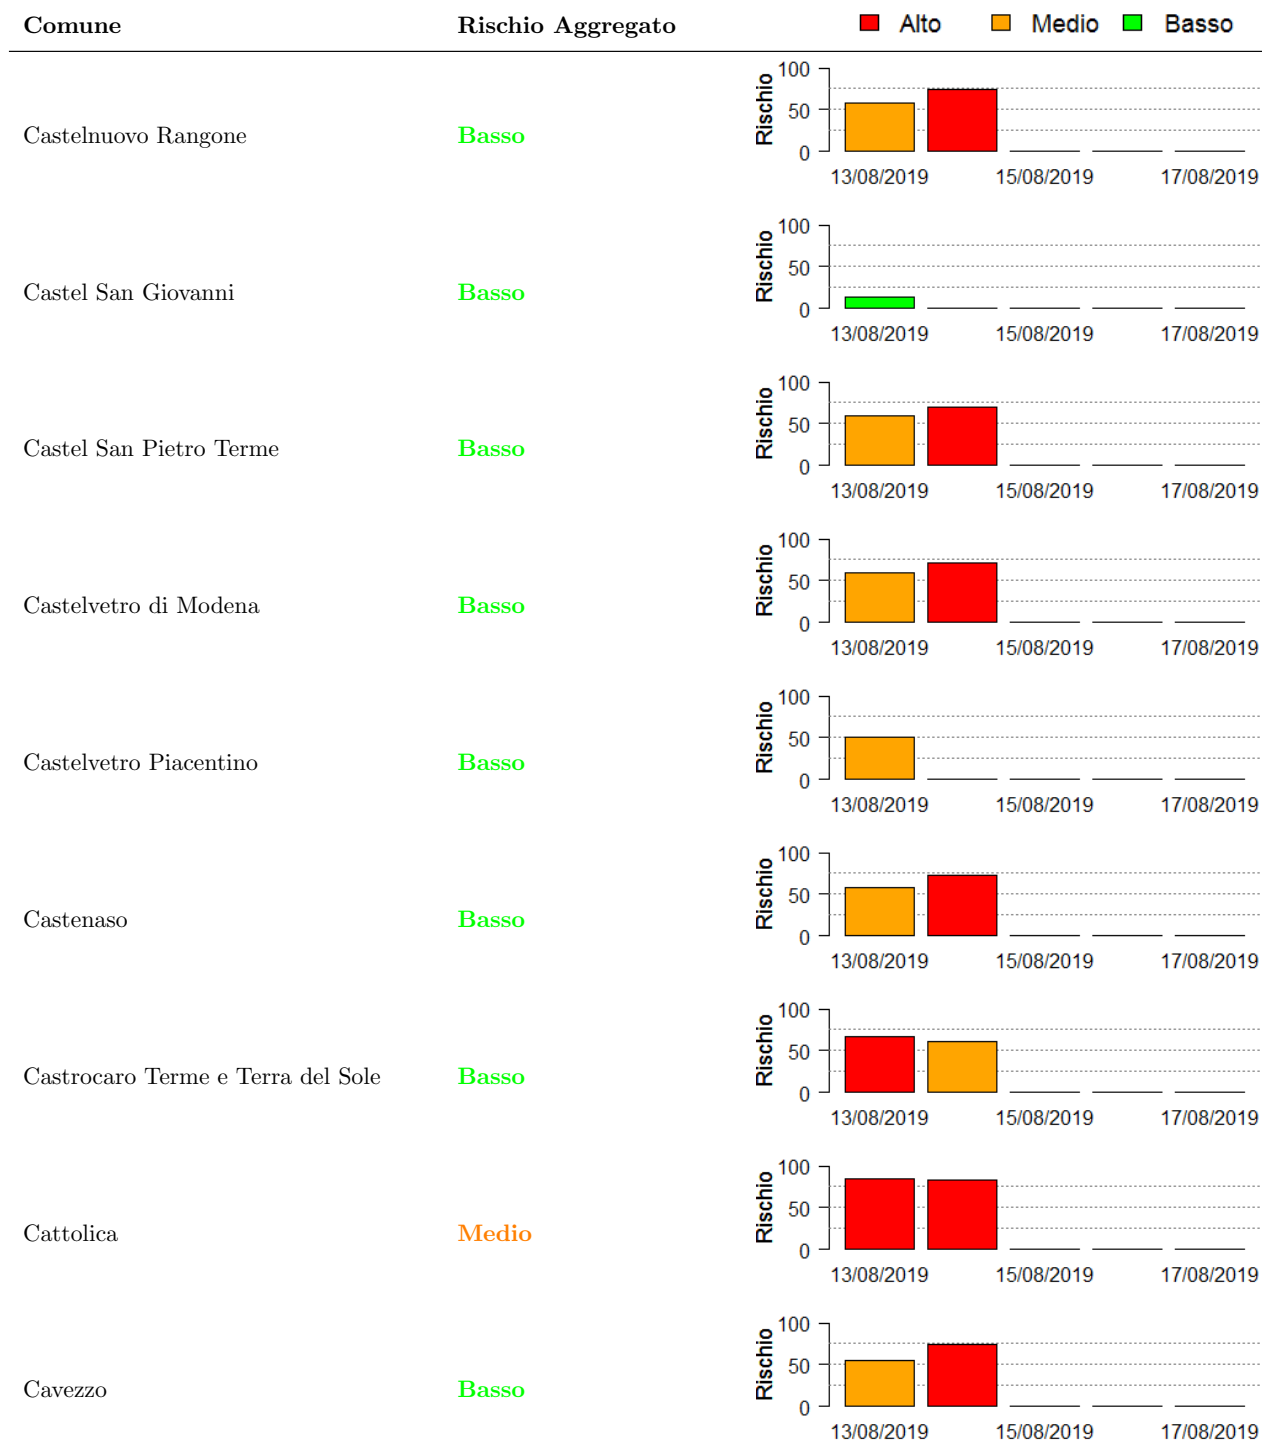 Comune Rischio Aggregato Alto Medio Basso
Castelnuovo Rangone Basso Rischio 100 50 0
13/08/2019 15/08/2019 17/08/2019
Castel San Giovanni Basso Rischio 100 50 0
13/08/2019 15/08/2019 17/08/2019
Castel San Pietro Terme Basso Rischio 100 50 0
13/08/2019 15/08/2019 17/08/2019
Castelvetro di Modena Basso Rischio 100 50 0
13/08/2019 15/08/2019 17/08/2019
Castelvetro Piacentino Basso Rischio 100 50 0
13/08/2019 15/08/2019 17/08/2019
Castenaso Basso Rischio 100 50 0
13/08/2019 15/08/2019 17/08/2019
Castrocaro Terme e Terra del Sole Basso Rischio 100 50 0
13/08/2019 15/08/2019 17/08/2019
Cattolica Medio Rischio 100 50 0
13/08/2019 15/08/2019 17/08/2019
Cavezzo Basso Rischio 100 50 0
13/08/2019 15/08/2019 17/08/2019